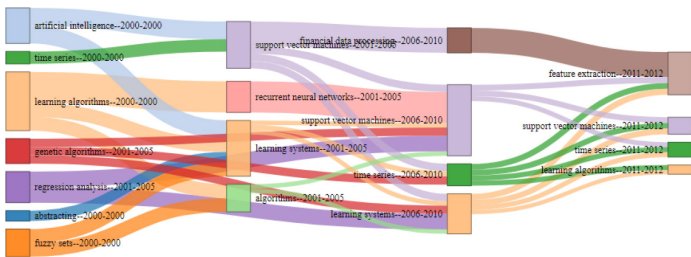 artificial intelligence--2000-2000
time series--2000-2000
learning algorithms--2000-2000
genetic algorithms--2001-2005
regression analysis--2001-2005
abstracting--2000-2000
fuzzy sets--2000-2000
support vector machines--2001-2005
recurrent neural networks--2001-2005
learning systems--2001-2005
algorithms--2001-2005
financial data processing--2006-2010
support vector machines--2006-2010
time series--2006-2010
learning systems--2006-2010
feature extraction--2011-2012
support vector machines--2011-2012
time series--2011-2012
learning algorithms--2011-2012